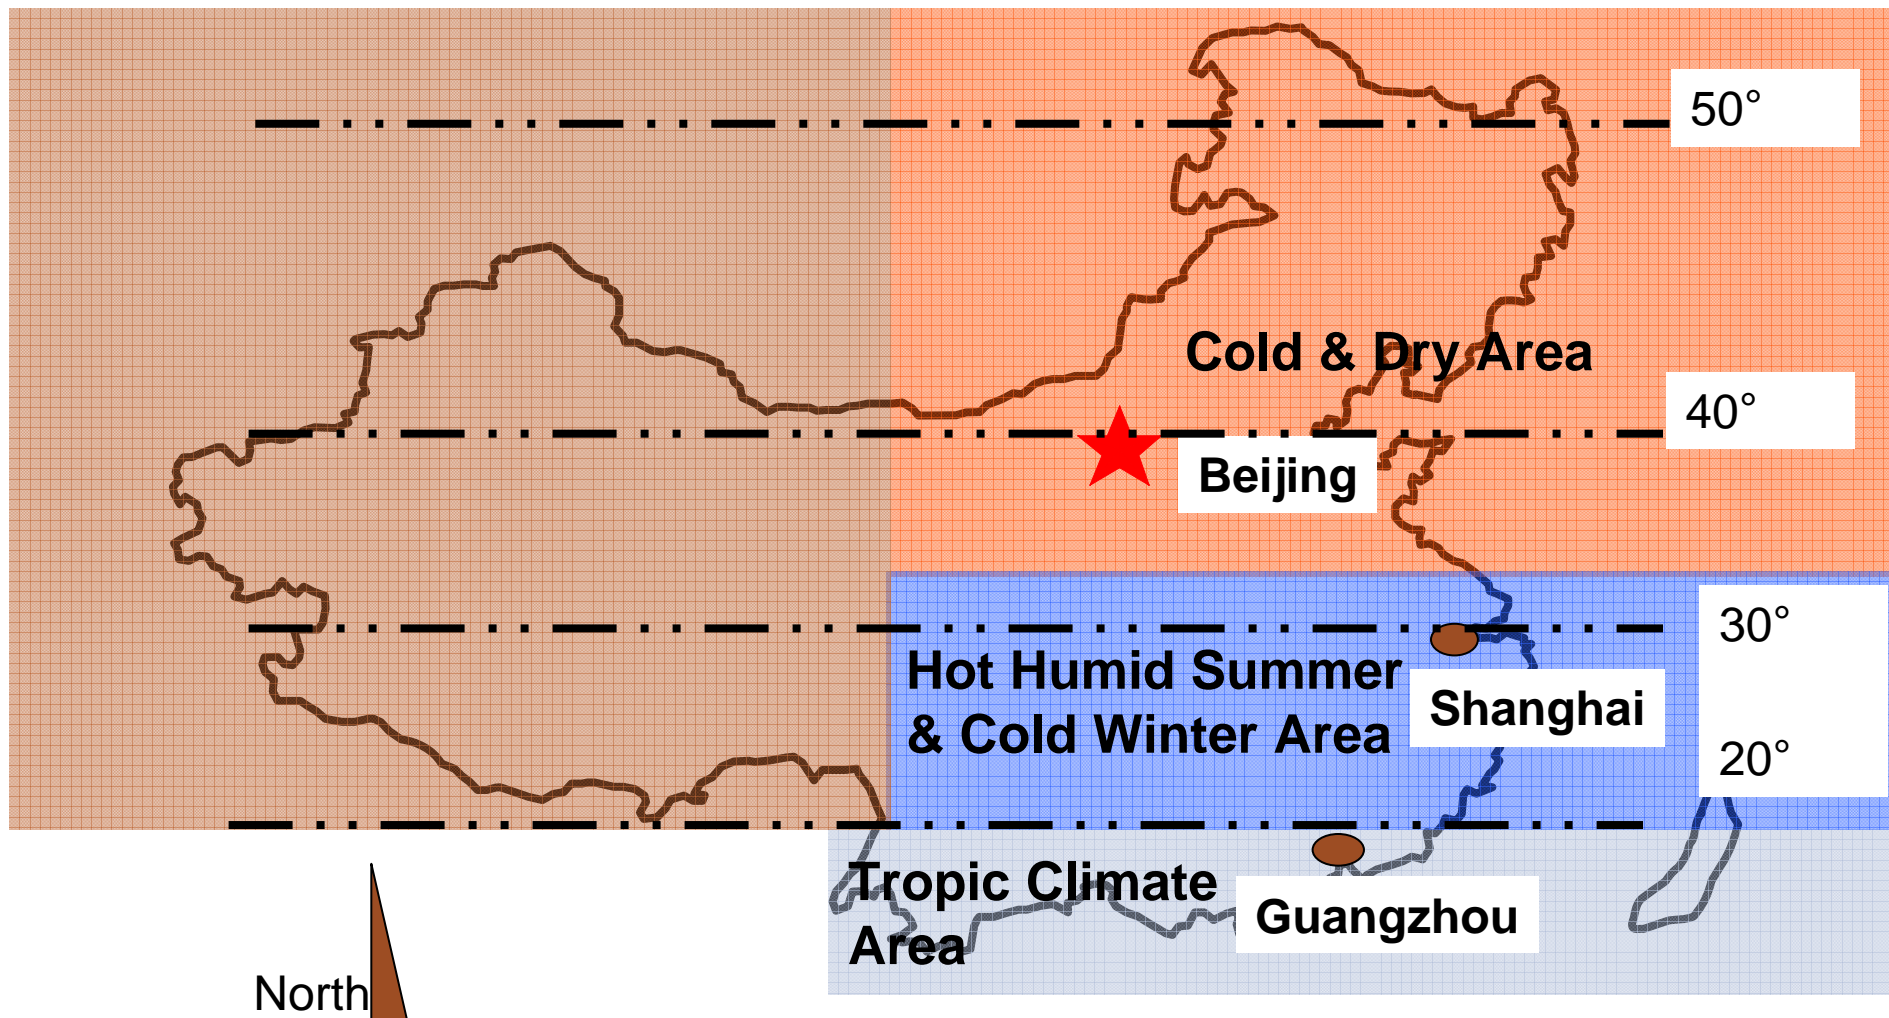 50°
Cold & Dry Area
40°
Beijing
30°
Hot Humid Summer
& Cold Winter Area
Shanghai
20°
Tropic Climate
Area
Guangzhou
North